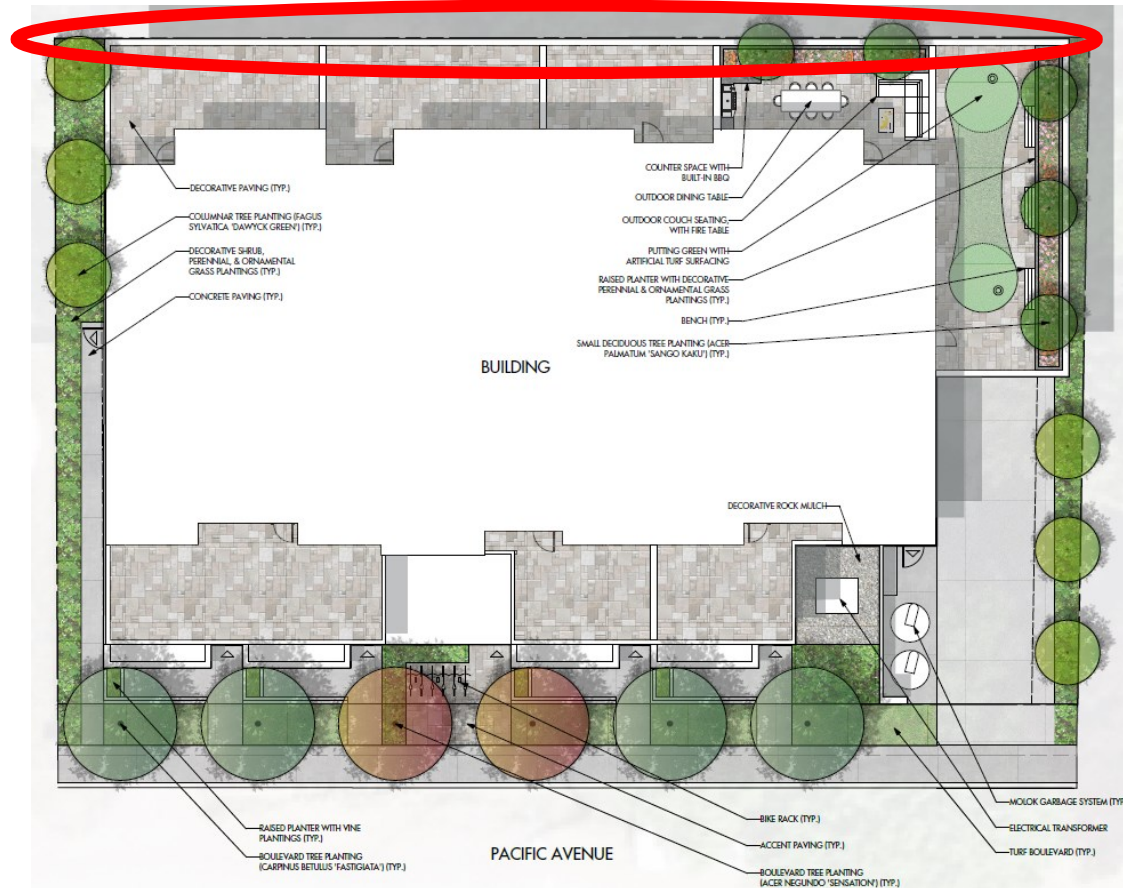 COUNTER SPACE WITH
BUILT-IN BBQ
OUTDOOR DINING TABLE
OUTDOOR COUCH SEATING,
WITH FIRE TABLE
PUTTING GREEN WITH
ARTIFICIAL TURF SURFACING
RAISED PLANTER WITH DECORATIVE
PERENNIAL & ORNAMENTAL GRASS
PLANTINGS (TYP.)
BENCH (TYP.)
SMALL DECIDUOUS TREE PLANTING (ACER
PALMATUM 'SANGO KAKU') (TYP.)
DECORATIVE PAVING (TYP.)
COLUMNAR TREE PLANTING (FAGUS
SYLVATICA 'DAWYCK GREEN') (TYP.)
DECORATIVE SHRUB,
PERENNIAL, & ORNAMENTAL
GRASS PLANTINGS (TYP.)
CONCRETE PAVING (TYP.)
BUILDING
DECORATIVE ROCK MULCH
MOLOK GARBAGE SYSTEM (TYP
ELECTRICAL TRANSFORMER
TURF BOULEVARD (TYP.)
BIKE RACK (TYP.)
ACCENT PAVING (TYP.)
BOULEVARD TREE PLANTING
(ACER NEGUNDO 'SENSATION') (TYP.)
RAISED PLANTER WITH VINE
PLANTINGS (TYP.)
BOULEVARD TREE PLANTING
(CARPINUS BETULUS 'FASTIGIATA') (TYP.)
PACIFIC AVENUE